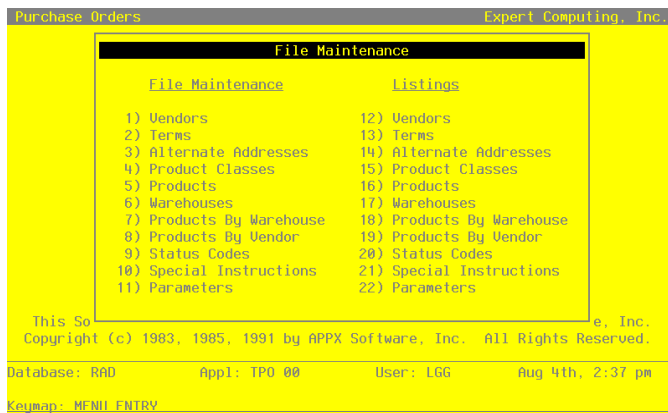 Purchase Orders Expert Computing, Inc.
File Maintenance
File Maintenance Listings
1) Vendors 12) Vendors
2) Terms 13) Terms
3) Alternate Addresses 14) Alternate Addresses
4) Product Classes 15) Product Classes
5) Products 16) Products
6) Warehouses 17) Warehouses
7) Products By Warehouse 18) Products By Warehouse
8) Products By Vendor 19) Products By Vendor
9) Status Codes 20) Status Codes
10) Special Instructions 21) Special Instructions
11) Parameters 22) Parameters
This So e, Inc.
Copyright (c) 1983, 1985, 1991 by APPX Software, Inc. All Rights Reserved.
Database: RAD Appl: TPO 00 User: LGG Aug 4th, 2:37 pm
Keymap: MENU ENTRY